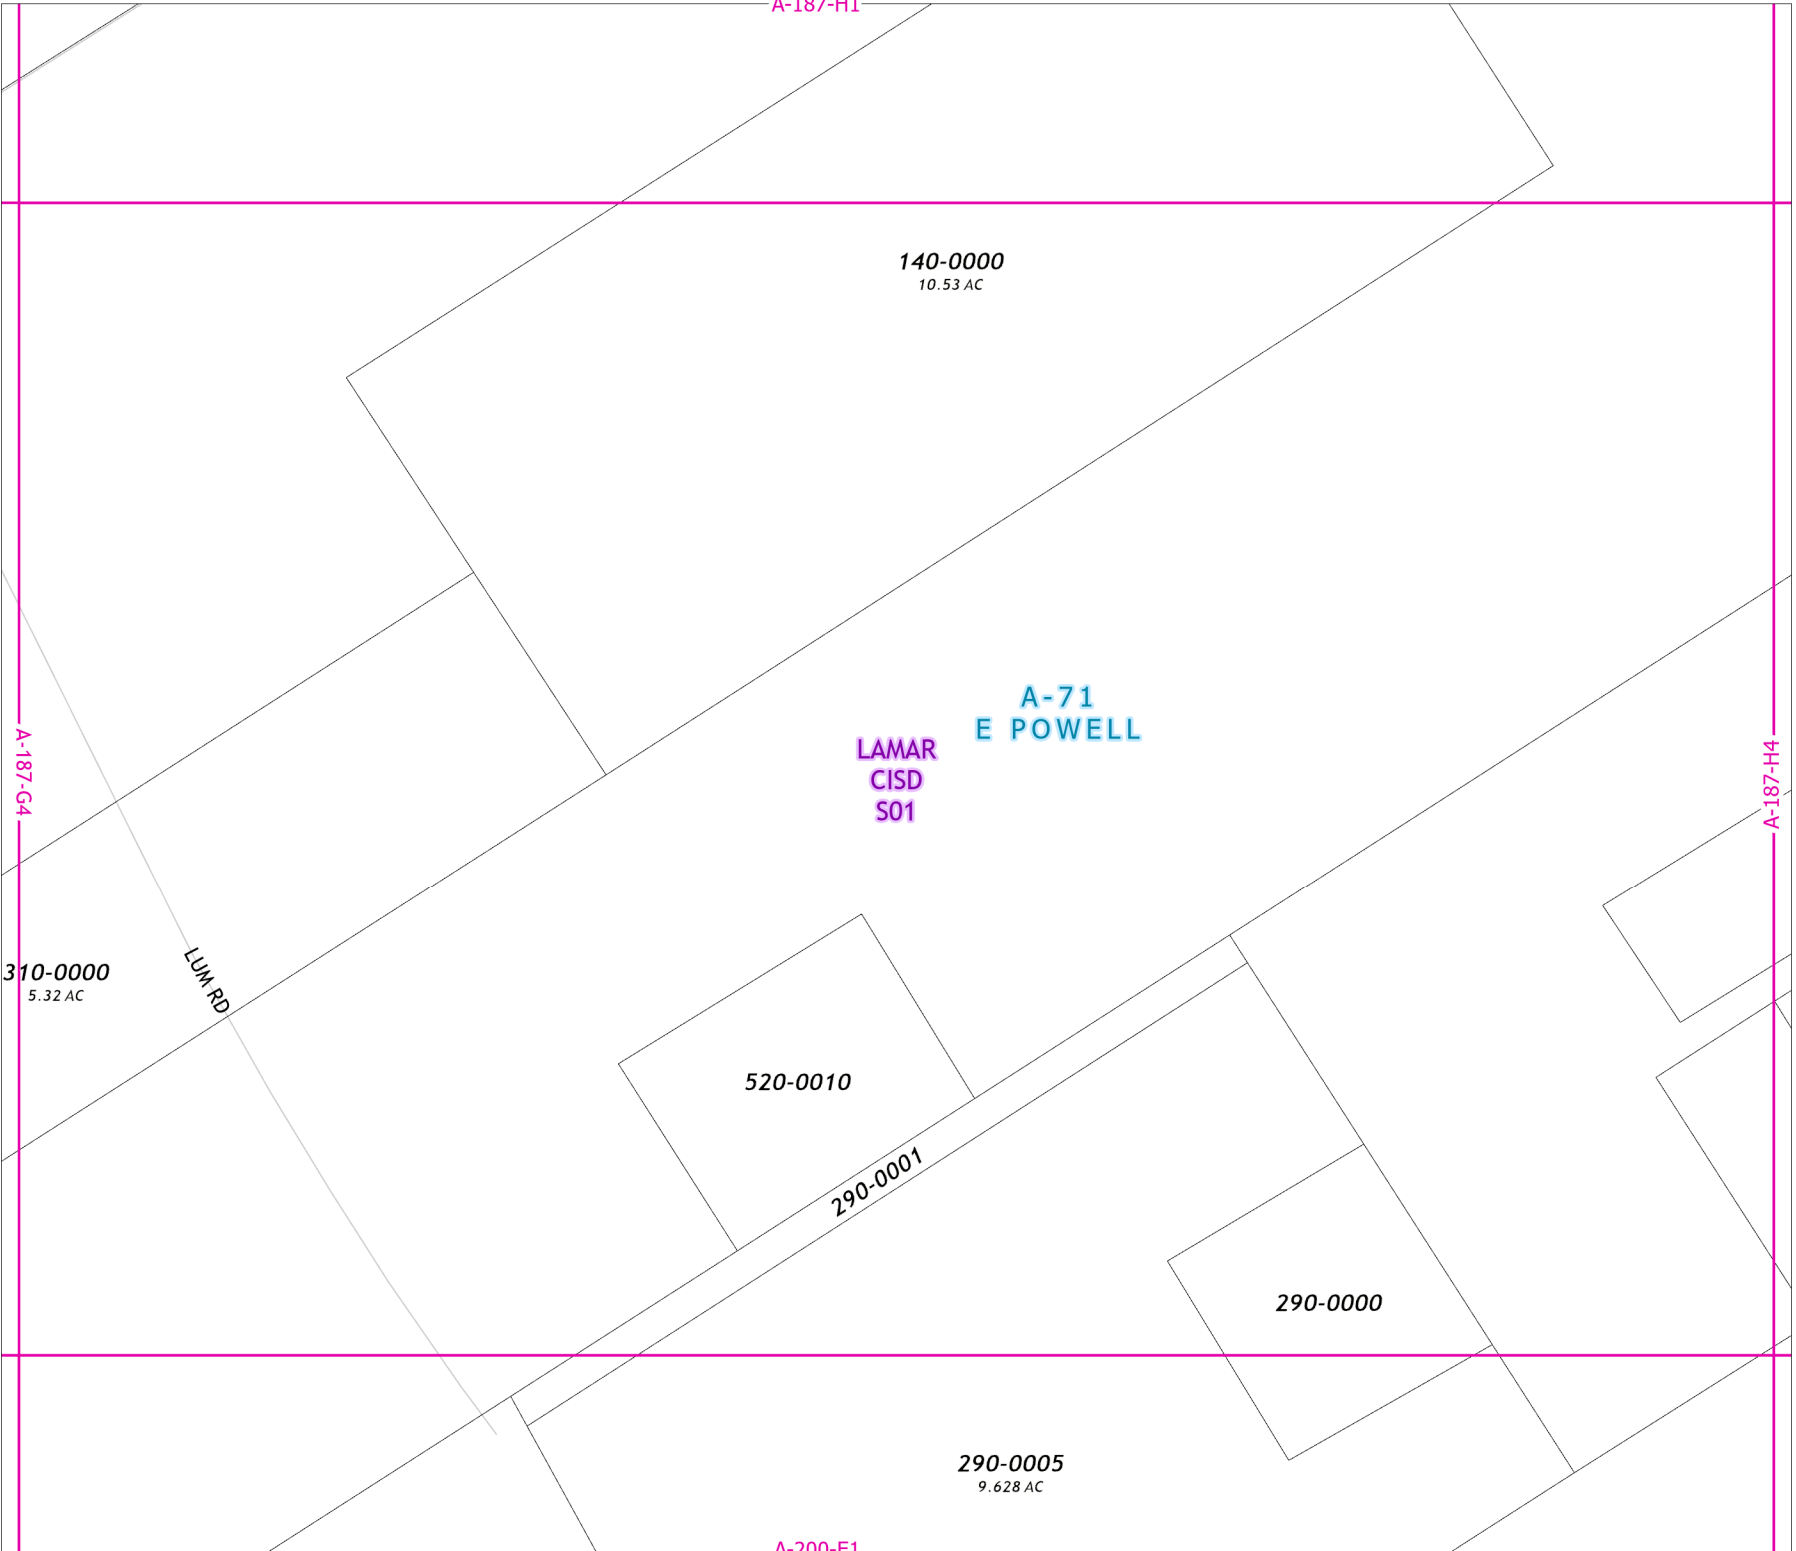 A-187-H1
140-0000
10.53 AC
A-71
E POWELL
LAMAR
CISD
S01
A-187-G4
A-187-H4
310-0000
5.32 AC
LUM RD
520-0010
290-0001
290-0000
290-0005
9.628 AC
A-200-E1